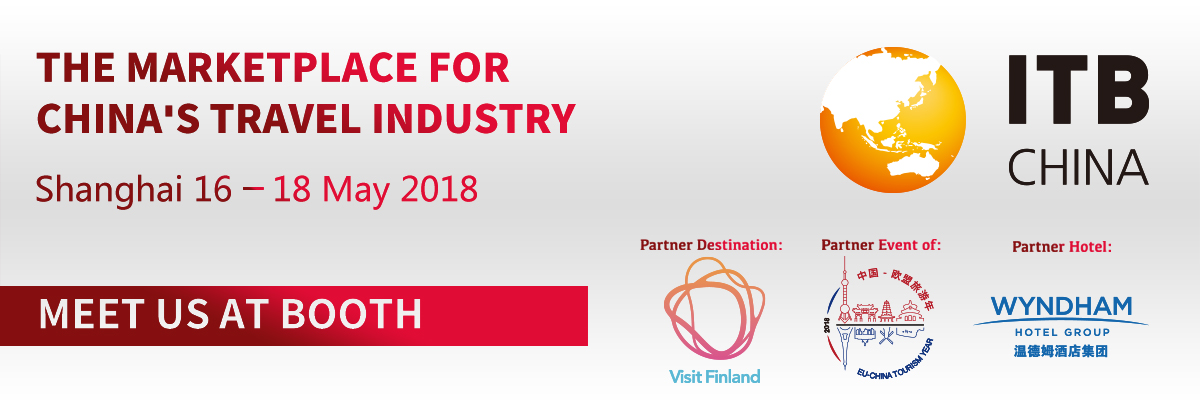 THE MARKETPLACE FOR
CHINA'S TRAVEL INDUSTRY
Shanghai 16 – 18 May 2018
MEET US AT BOOTH
ITB
CHINA
Partner Destination:
Visit Finland
Partner Event of:
中国 - 欧盟旅游年
2018
EU-CHINA TOURISM YEAR
Partner Hotel:
WYNDHAM
HOTEL GROUP
温德姆酒店集团